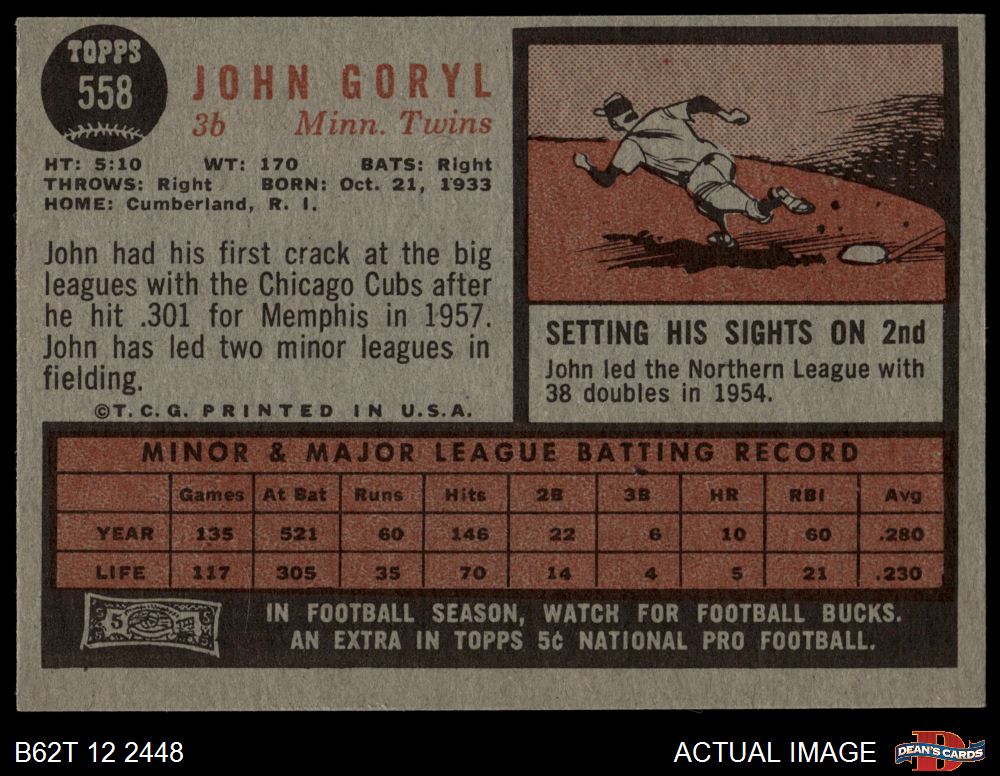 TOPPS
558
JOHN GORYL
3b Minn. Twins
HT: 5:10 WT: 170 BATS: Right
THROWS: Right BORN: Oct. 21, 1933
HOME: Cumberland, R. I.
John had his first crack at the big
leagues with the Chicago Cubs after
he hit .301 for Memphis in 1957.
John has led two minor leagues in
fielding.
©T. C. G. PRINTED IN U.S.A.
SETTING HIS SIGHTS ON 2nd
John led the Northern League with
38 doubles in 1954.
MINOR & MAJOR LEAGUE BATTING RECORD
Games At Bat Runs Hits 2B 3B HR RBI Avg
YEAR 135 521 60 146 22 6 10 60 .280
LIFE 117 305 35 70 14 4 5 21 .230
5
IN FOOTBALL SEASON, WATCH FOR FOOTBALL BUCKS.
AN EXTRA IN TOPPS 5¢ NATIONAL PRO FOOTBALL.
B62T 12 2448
ACTUAL IMAGE
D
DEAN'S CARDS